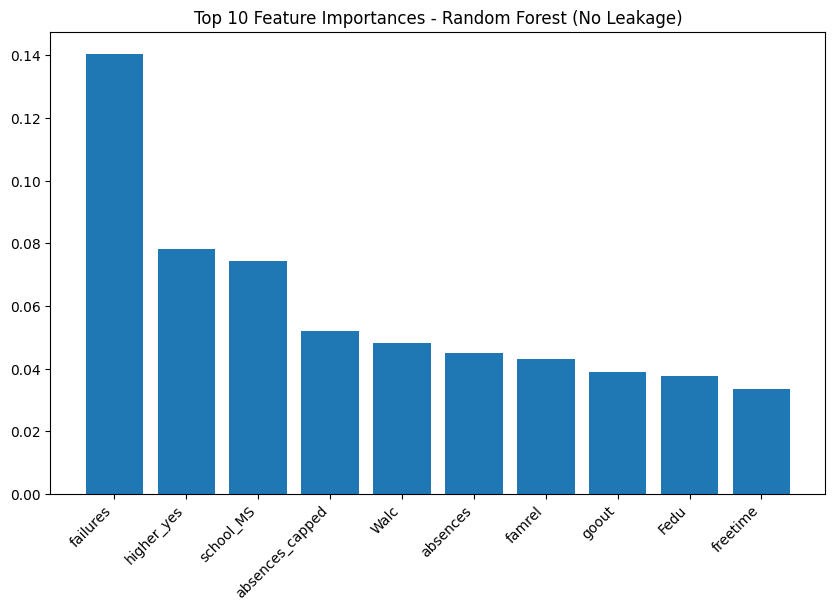 Top 10 Feature Importances - Random Forest (No Leakage)
0.14
0.12
0.10
0.08
0.06
0.04
0.02
0.00
failures
higher_yes
school_MS
absences_capped
Walc
absences
famrel
goout
Fedu
freetime